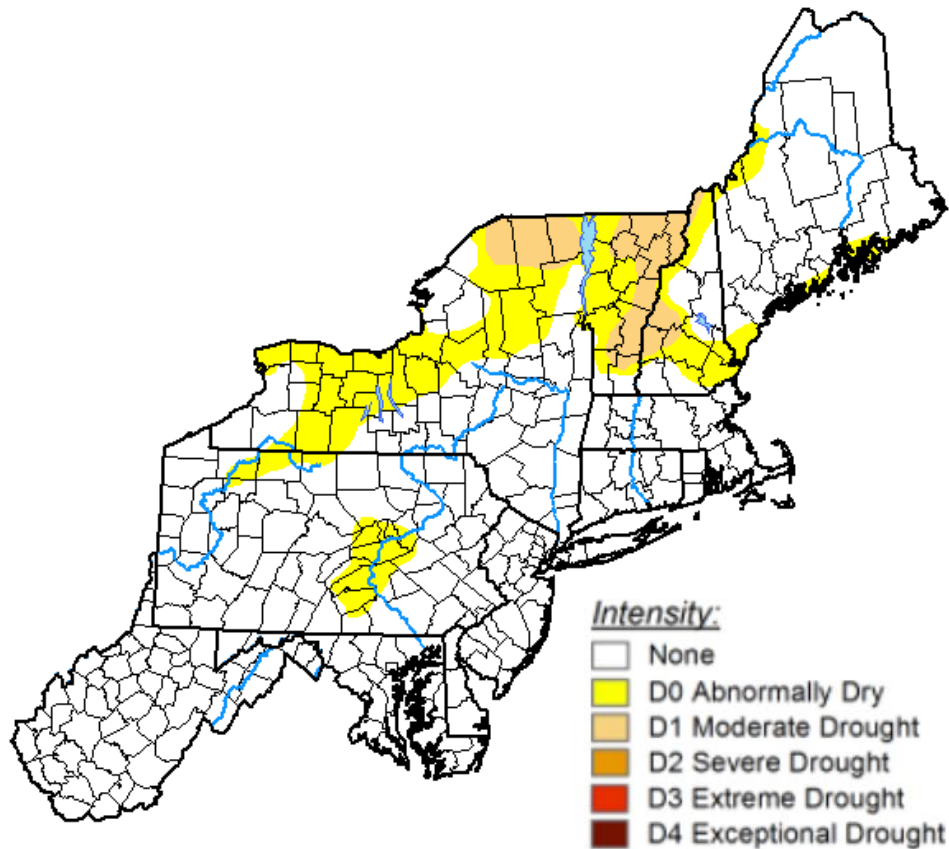 Intensity:
None
D0 Abnormally Dry
D1 Moderate Drought
D2 Severe Drought
D3 Extreme Drought
D4 Exceptional Drought